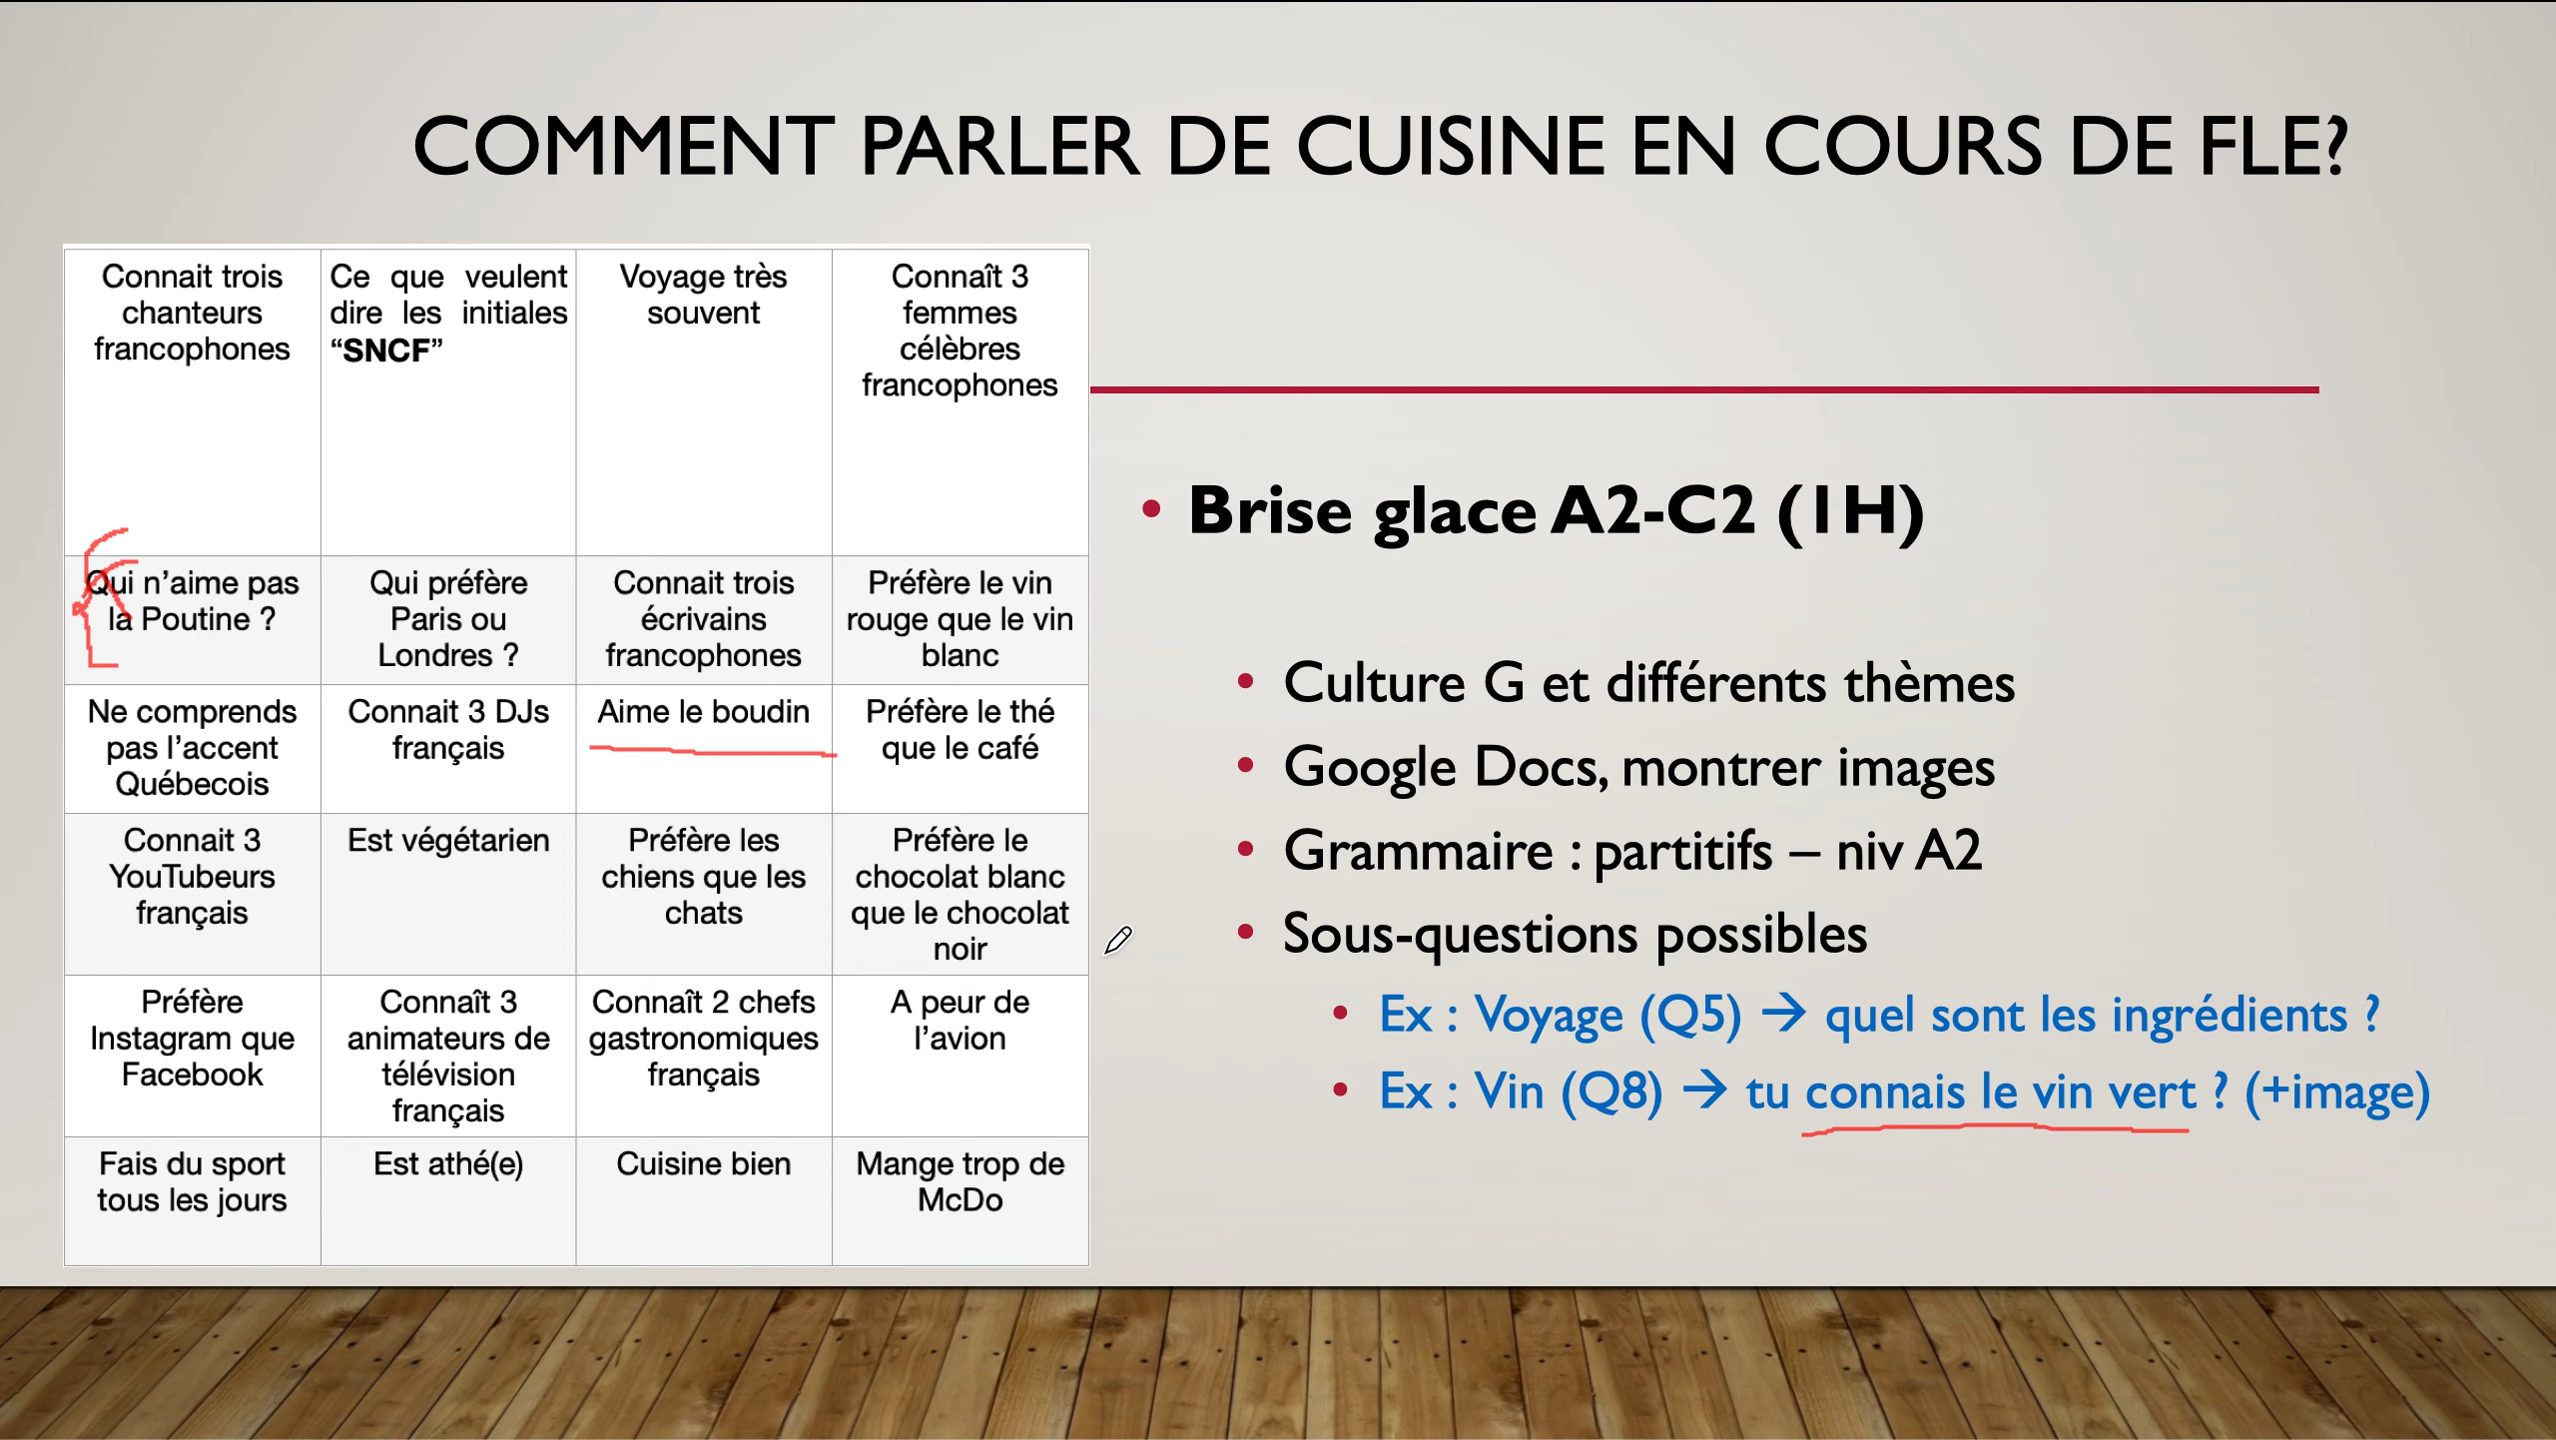 COMMENT PARLER DE CUISINE EN COURS DE FLE?
Connait trois
chanteurs
francophones
Ce que veulent
dire les initiales
“SNCF”
Voyage très
souvent
Connaît 3
femmes
célèbres
francophones
Qui n’aime pas
la Poutine ?
Qui préfère
Paris ou
Londres ?
Connait trois
écrivains
francophones
Préfère le vin
rouge que le vin
blanc
Ne comprends
pas l’accent
Québecois
Connait 3 DJs
français
Aime le boudin
Préfère le thé
que le café
Connait 3
YouTubeurs
français
Est végétarien
Préfère les
chiens que les
chats
Préfère le
chocolat blanc
que le chocolat
noir
Préfère
Instagram que
Facebook
Connaît 3
animateurs de
télévision
français
Connaît 2 chefs
gastronomiques
français
A peur de
l’avion
Fais du sport
tous les jours
Est athé(e)
Cuisine bien
Mange trop de
McDo
• Brise glace A2-C2 (1H)
• Culture G et différents thèmes
• Google Docs, montrer images
• Grammaire : partitifs – niv A2
• Sous-questions possibles
• Ex : Voyage (Q5) → quel sont les ingrédients ?
• Ex : Vin (Q8) → tu connais le vin vert ? (+image)